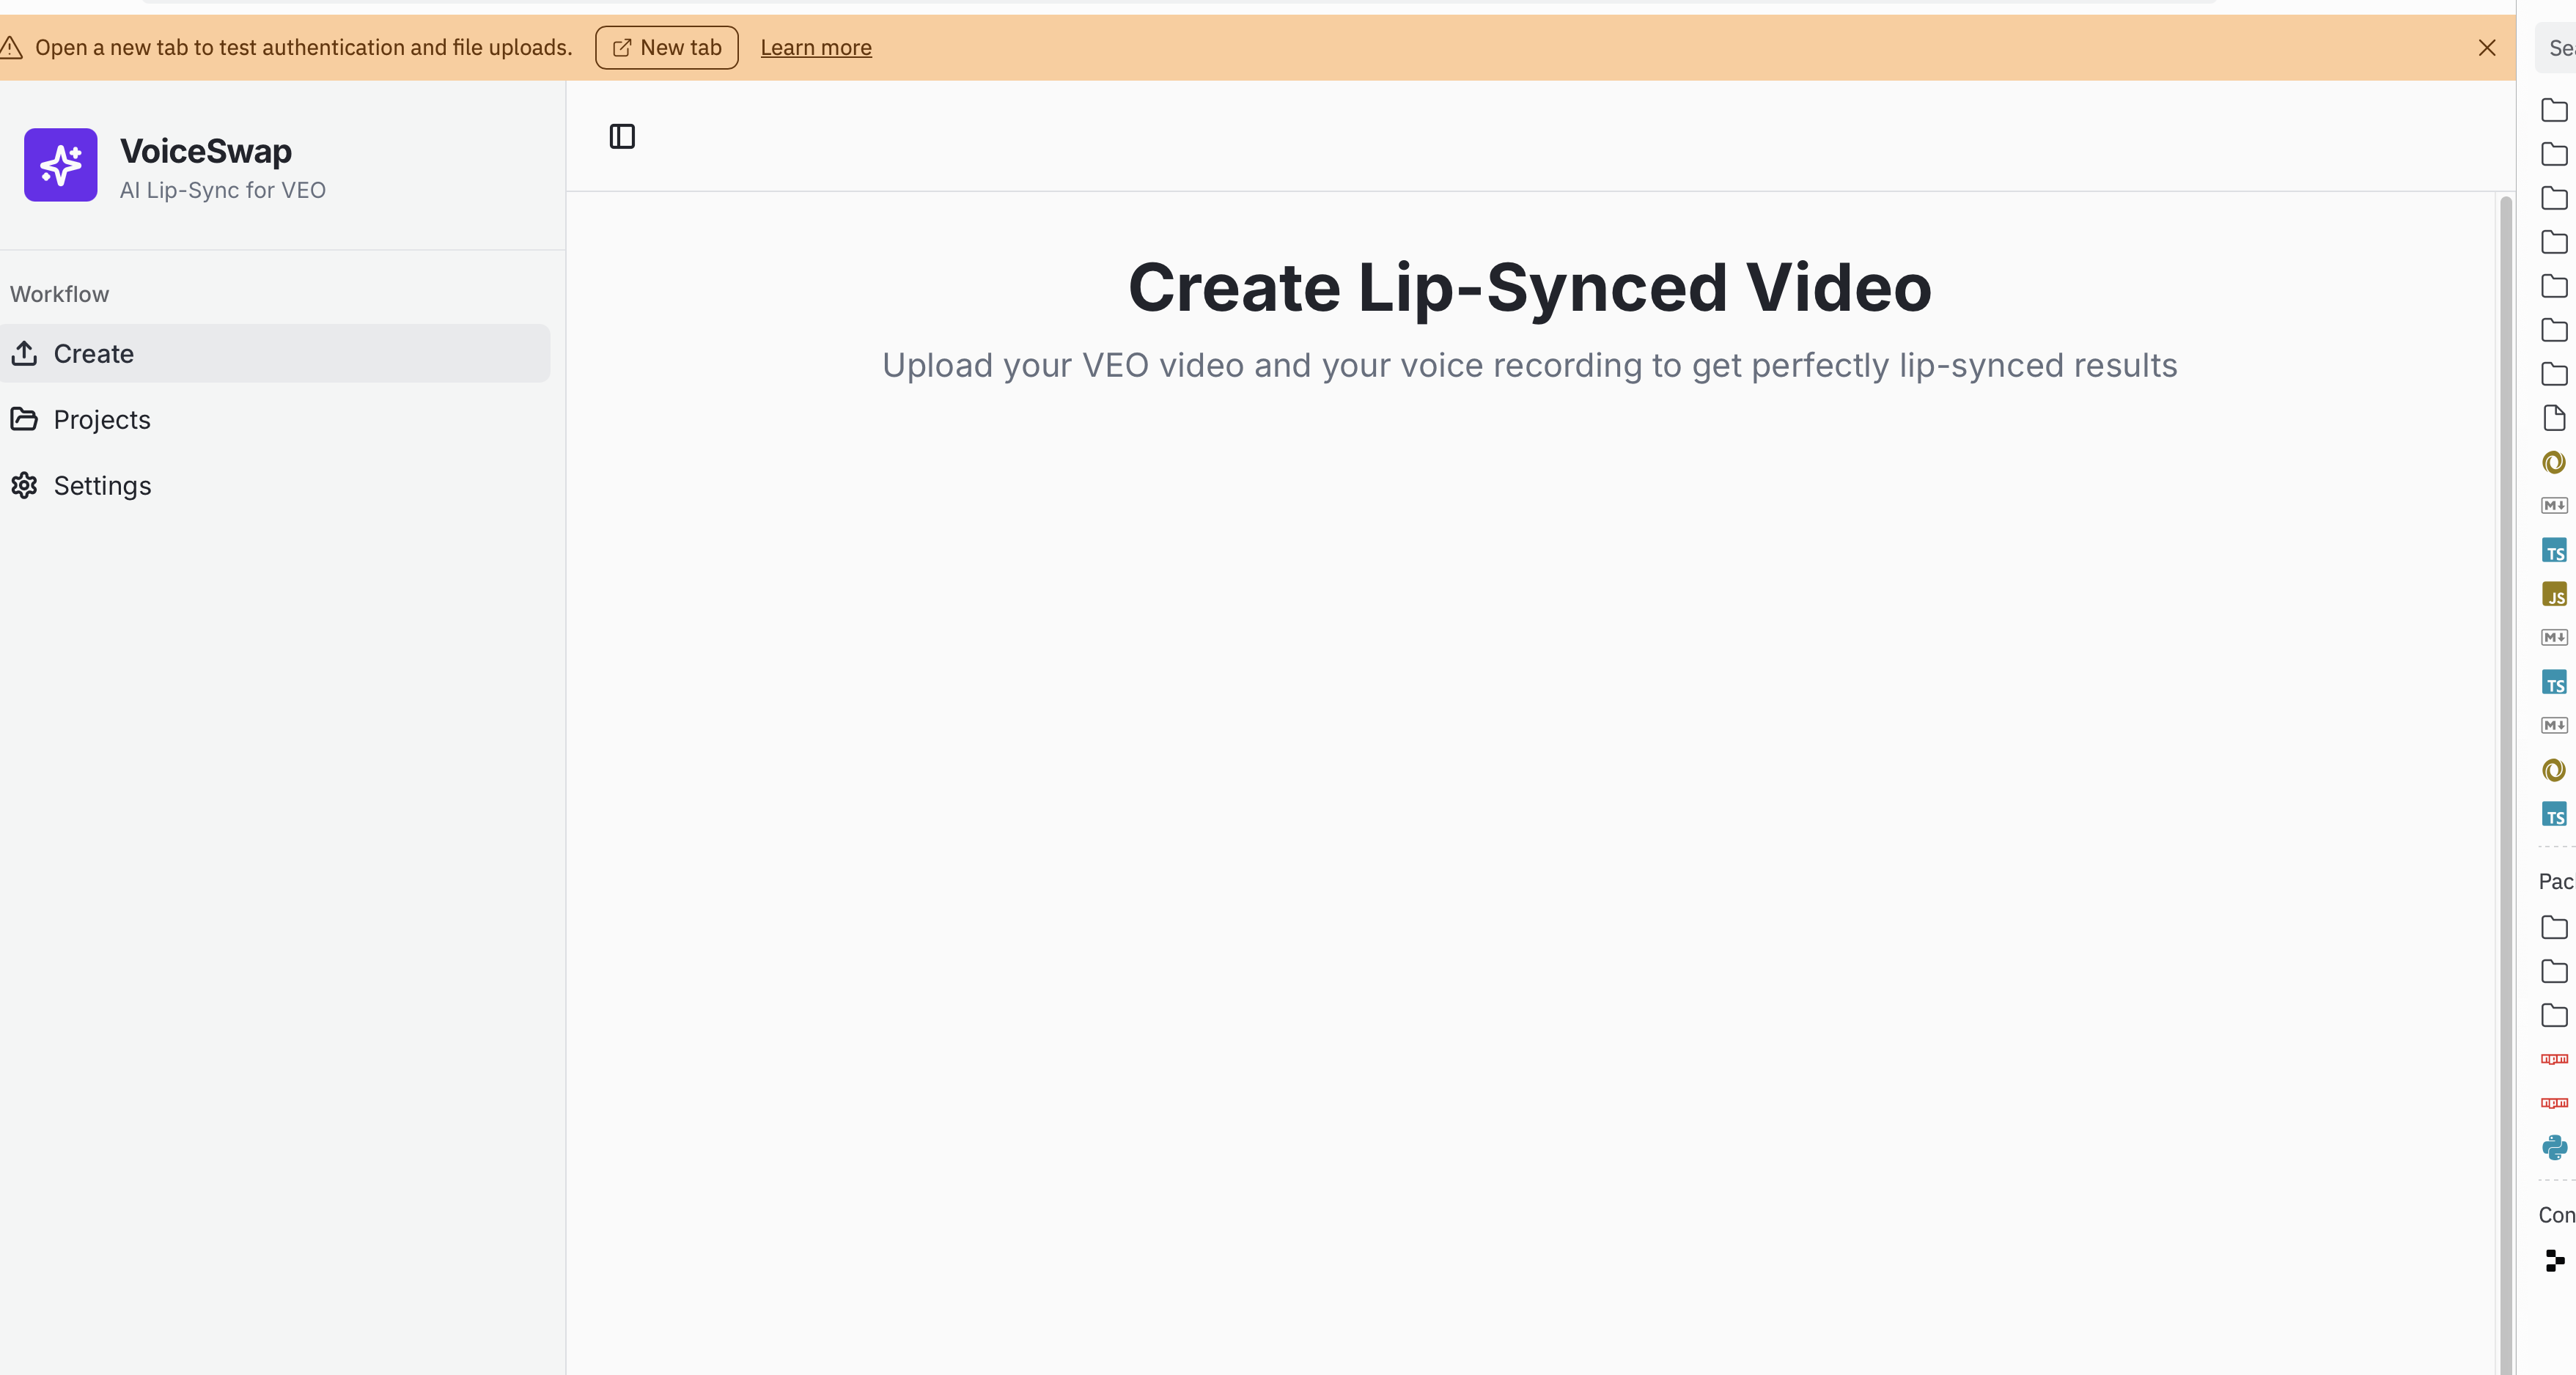 Open a new tab to test authentication and file uploads. New tab Learn more
VoiceSwap
AI Lip-Sync for VEO
Workflow
Create
Projects
Settings
Create Lip-Synced Video
Upload your VEO video and your voice recording to get perfectly lip-synced results
Se
M
TS
JS
M
TS
M
TS
Pac
npm
npm
Con